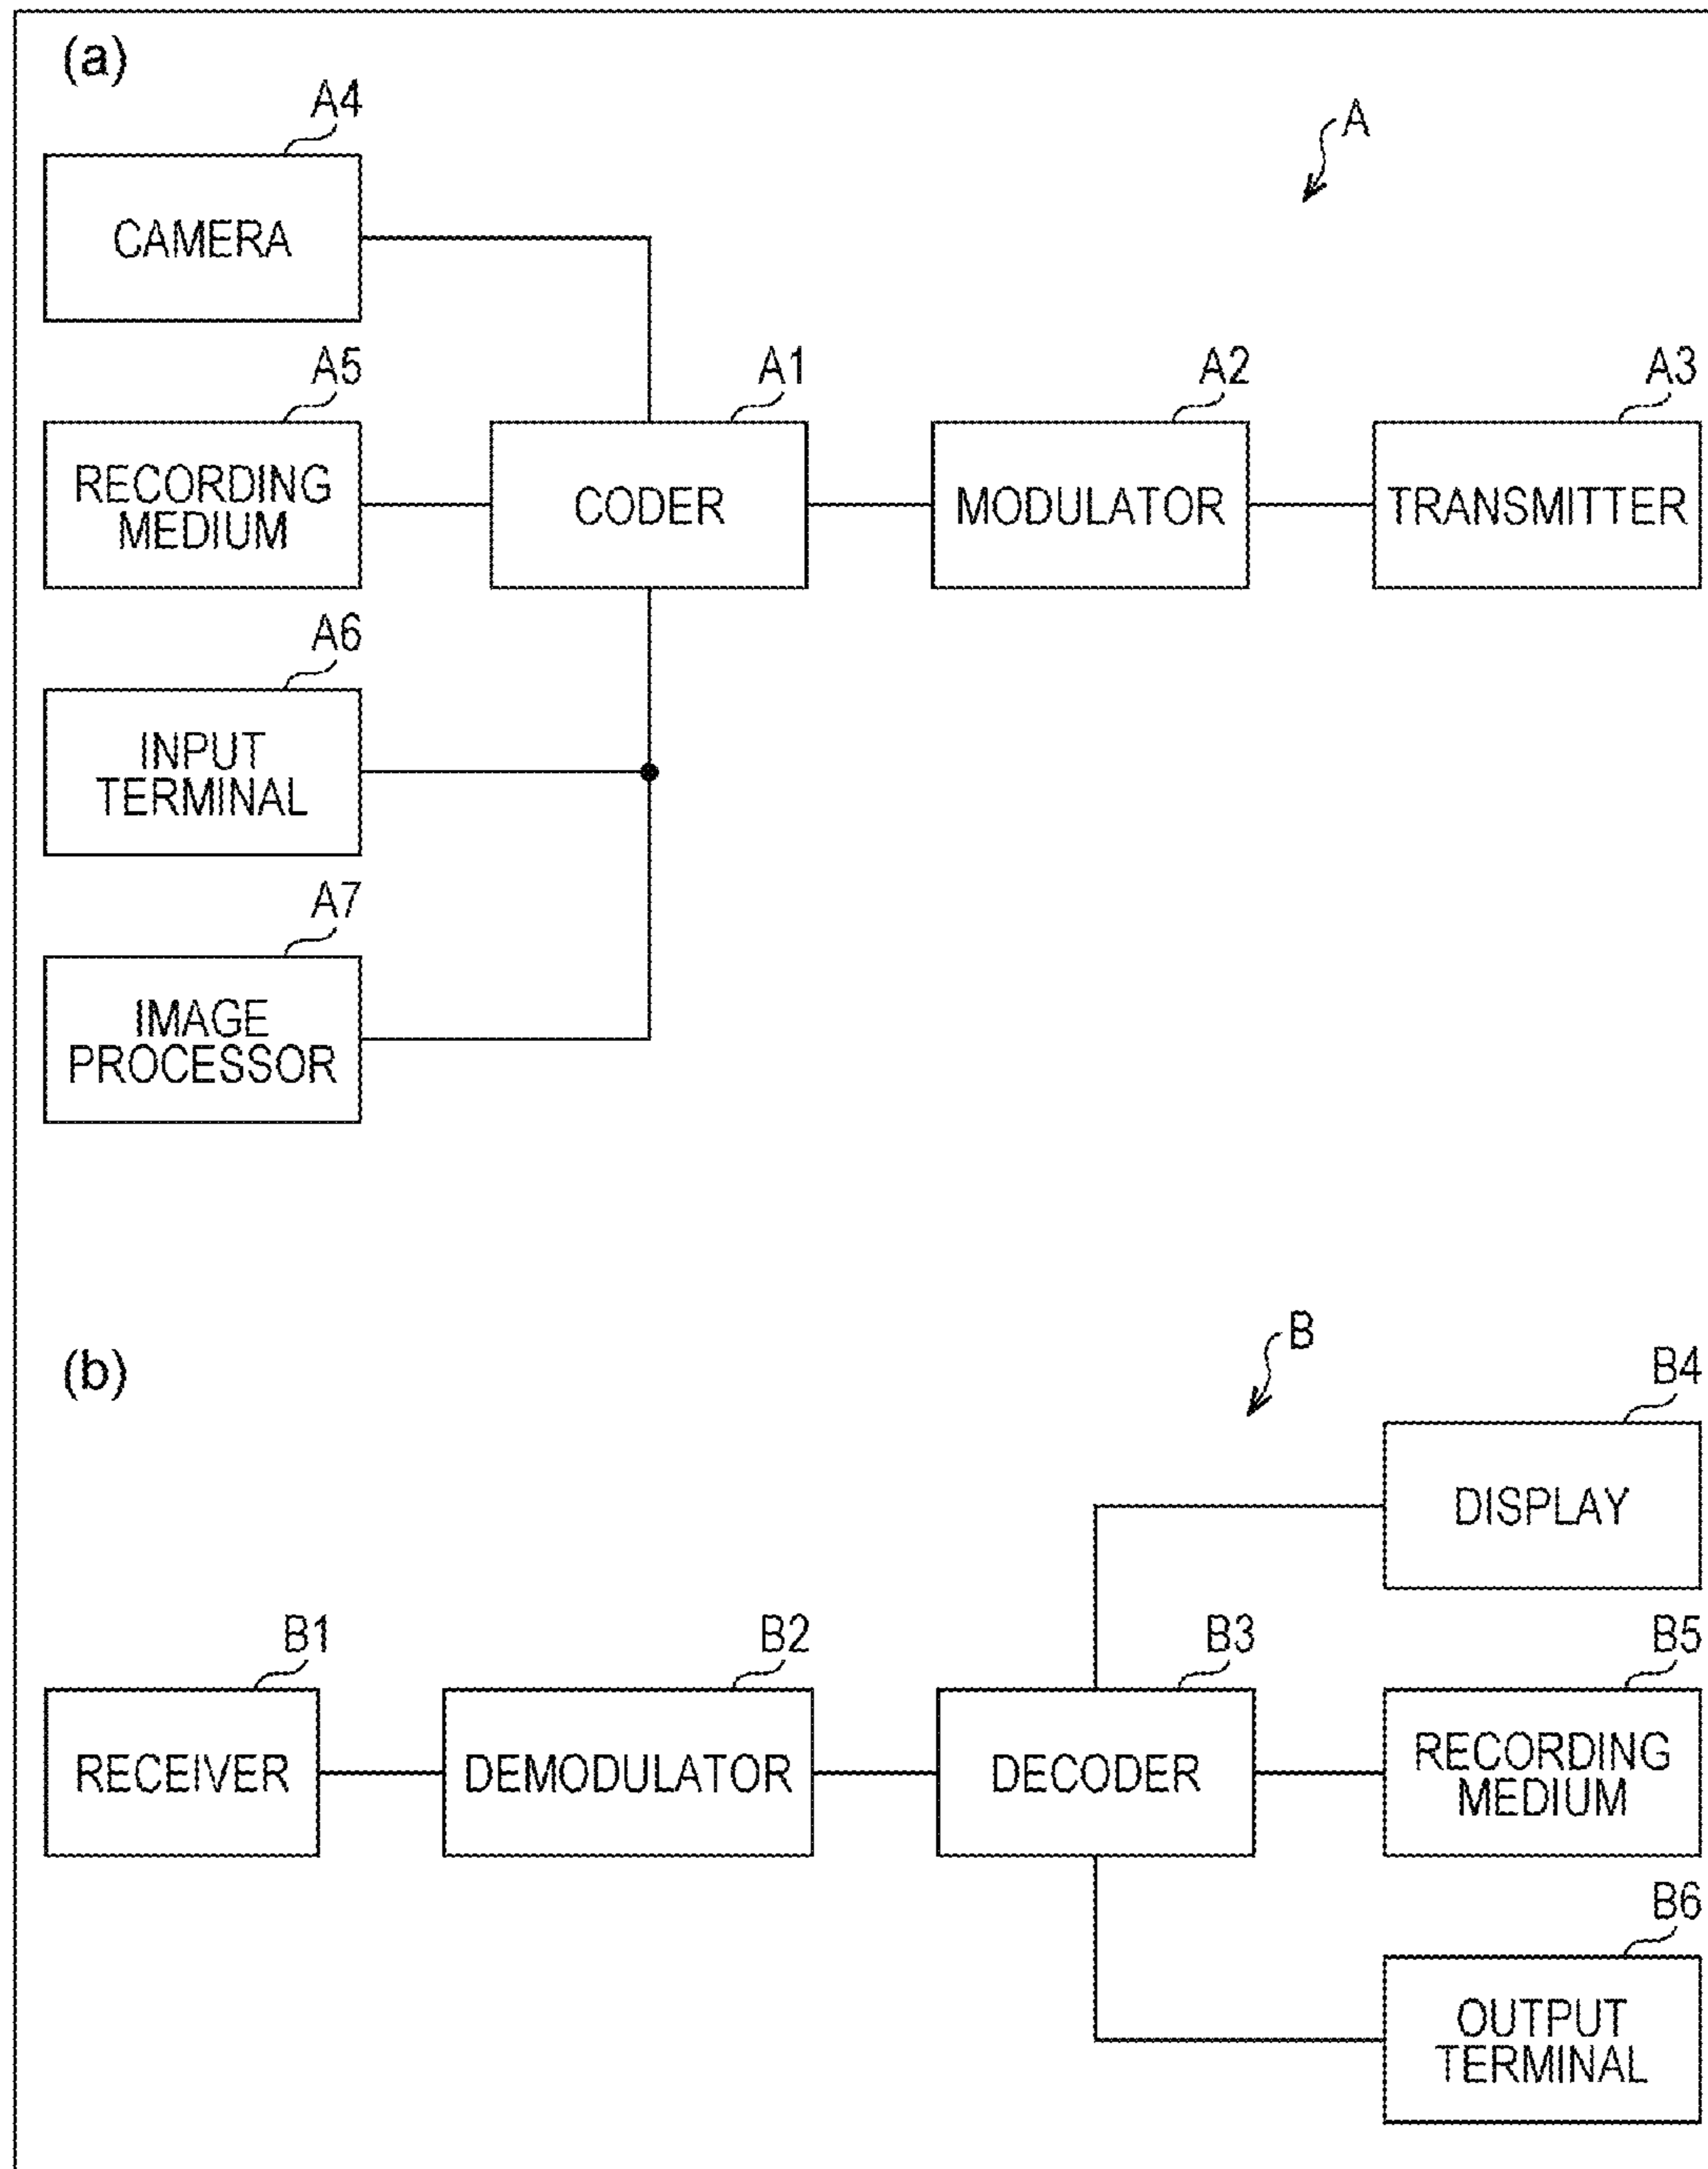 (a)
A4
A
CAMERA
A5
A1
A2
A3
RECORDING
MEDIUM
CODER
MODULATOR
TRANSMITTER
A6
INPUT
TERMINAL
A7
IMAGE
PROCESSOR
(b)
B
B4
DISPLAY
B1
B2
B3
B5
RECEIVER
DEMODULATOR
DECODER
RECORDING
MEDIUM
B6
OUTPUT
TERMINAL